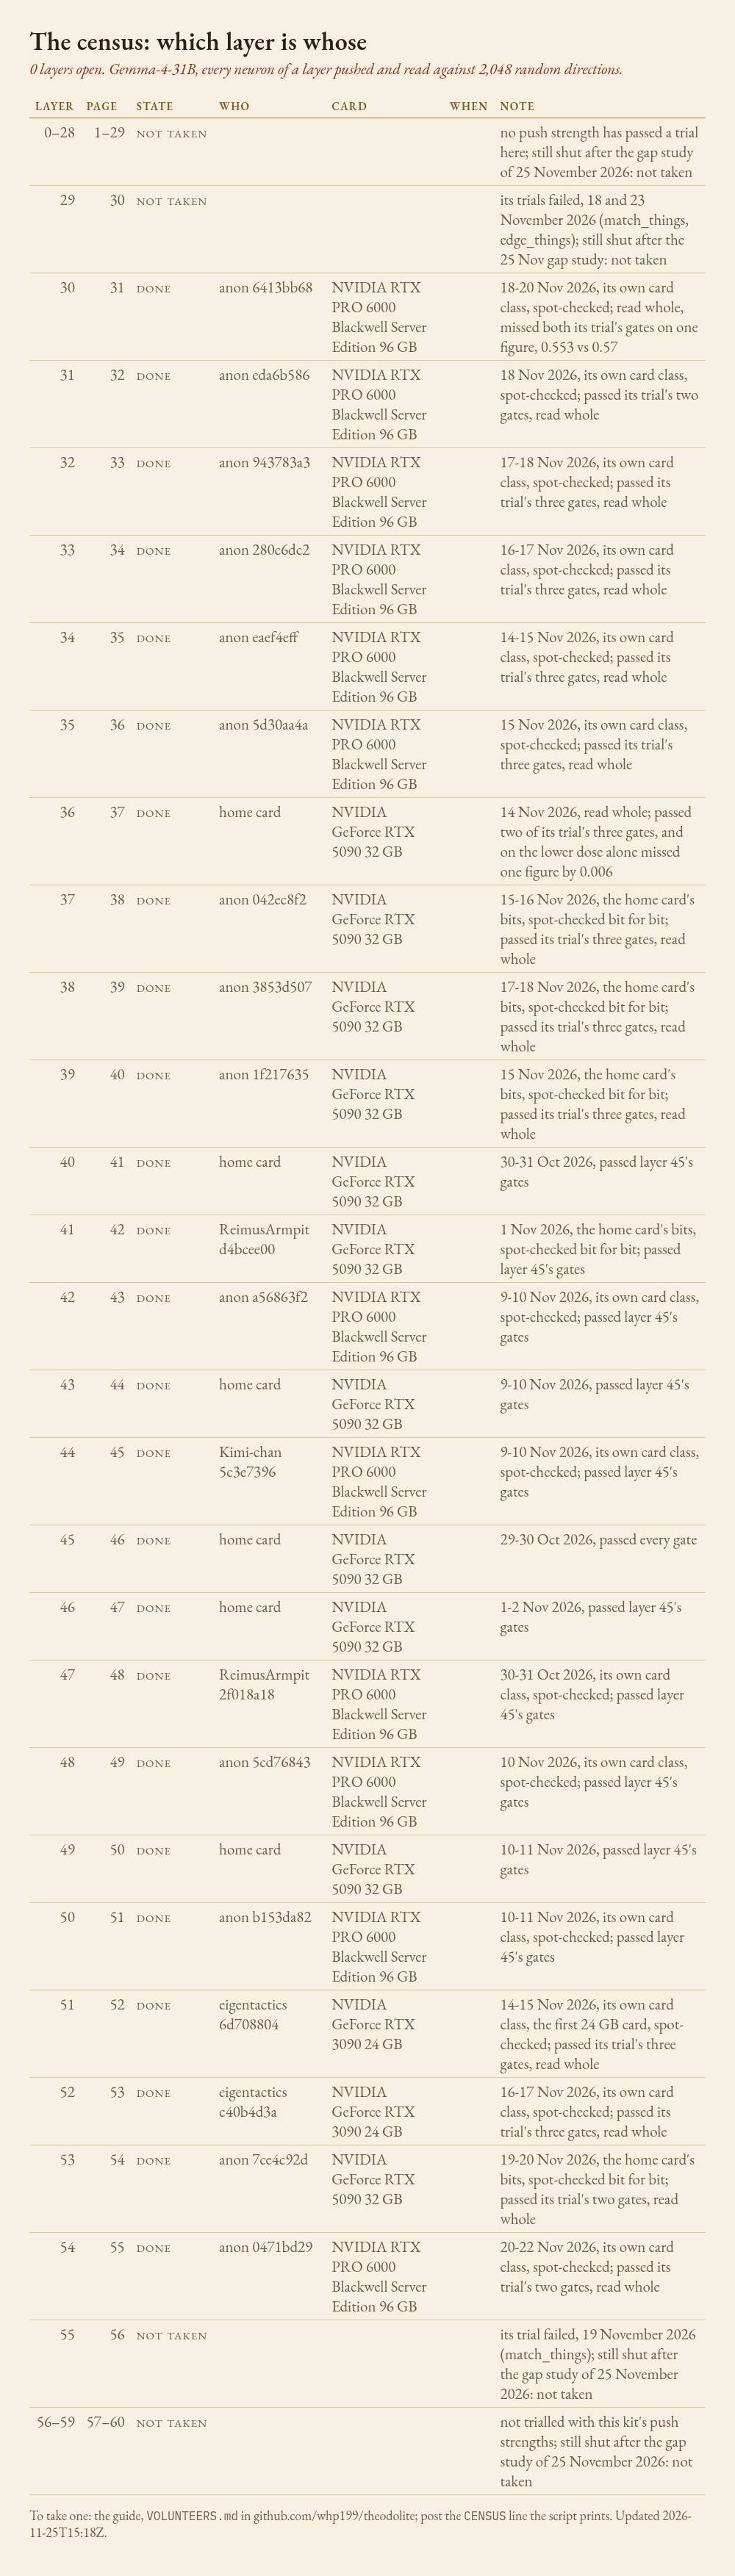 The census: which layer is whose
0 layers open. Gemma-4-31B, every neuron of a layer pushed and read against 2,048 random directions.
LAYER PAGE STATE WHO CARD WHEN NOTE
0–28 1–29 NOT TAKEN no push strength has passed a trial
here; still shut after the gap study
of 25 November 2026: not taken
29 30 NOT TAKEN its trials failed, 18 and 23
November 2026 (match_things,
edge_things); still shut after the
25 Nov gap study: not taken
30 31 DONE anon 6413bb68 NVIDIA RTX 18-20 Nov 2026, its own card
PRO 6000 class, spot-checked; read whole,
Blackwell Server missed both its trial's gates on one
Edition 96 GB figure, 0.553 vs 0.57
31 32 DONE anon eda6b586 NVIDIA RTX 18 Nov 2026, its own card class,
PRO 6000 spot-checked; passed its trial's two
Blackwell Server gates, read whole
Edition 96 GB
32 33 DONE anon 943783a3 NVIDIA RTX 17-18 Nov 2026, its own card
PRO 6000 class, spot-checked; passed its
Blackwell Server trial's three gates, read whole
Edition 96 GB
33 34 DONE anon 280c6dc2 NVIDIA RTX 16-17 Nov 2026, its own card
PRO 6000 class, spot-checked; passed its
Blackwell Server trial's three gates, read whole
Edition 96 GB
34 35 DONE anon eaef4eff NVIDIA RTX 14-15 Nov 2026, its own card
PRO 6000 class, spot-checked; passed its
Blackwell Server trial's three gates, read whole
Edition 96 GB
35 36 DONE anon 5d30aa4a NVIDIA RTX 15 Nov 2026, its own card class,
PRO 6000 spot-checked; passed its trial's
Blackwell Server three gates, read whole
Edition 96 GB
36 37 DONE home card NVIDIA 14 Nov 2026, read whole; passed
GeForce RTX two of its trial's three gates, and
5090 32 GB on the lower dose alone missed
one figure by 0.006
37 38 DONE anon 042ec8f2 NVIDIA 15-16 Nov 2026, the home card's
GeForce RTX bits, spot-checked bit for bit;
5090 32 GB passed its trial's three gates, read
whole
38 39 DONE anon 3853d507 NVIDIA 17-18 Nov 2026, the home card's
GeForce RTX bits, spot-checked bit for bit;
5090 32 GB passed its trial's three gates, read
whole
39 40 DONE anon 1f217635 NVIDIA 15 Nov 2026, the home card's
GeForce RTX bits, spot-checked bit for bit;
5090 32 GB passed its trial's three gates, read
whole
40 41 DONE home card NVIDIA 30-31 Oct 2026, passed layer 45's
GeForce RTX gates
5090 32 GB
41 42 DONE ReimusArmpit NVIDIA 1 Nov 2026, the home card's bits,
d4bcee00 GeForce RTX spot-checked bit for bit; passed
5090 32 GB layer 45's gates
42 43 DONE anon a56863f2 NVIDIA RTX 9-10 Nov 2026, its own card class,
PRO 6000 spot-checked; passed layer 45's
Blackwell Server gates
Edition 96 GB
43 44 DONE home card NVIDIA 9-10 Nov 2026, passed layer 45's
GeForce RTX gates
5090 32 GB
44 45 DONE Kimi-chan NVIDIA RTX 9-10 Nov 2026, its own card class,
5c3e7396 PRO 6000 spot-checked; passed layer 45's
Blackwell Server gates
Edition 96 GB
45 46 DONE home card NVIDIA 29-30 Oct 2026, passed every gate
GeForce RTX
5090 32 GB
46 47 DONE home card NVIDIA 1-2 Nov 2026, passed layer 45's
GeForce RTX gates
5090 32 GB
47 48 DONE ReimusArmpit NVIDIA RTX 30-31 Oct 2026, its own card
2f018a18 PRO 6000 class, spot-checked; passed layer
Blackwell Server 45's gates
Edition 96 GB
48 49 DONE anon 5cd76843 NVIDIA RTX 10 Nov 2026, its own card class,
PRO 6000 spot-checked; passed layer 45's
Blackwell Server gates
Edition 96 GB
49 50 DONE home card NVIDIA 10-11 Nov 2026, passed layer 45's
GeForce RTX gates
5090 32 GB
50 51 DONE anon b153da82 NVIDIA RTX 10-11 Nov 2026, its own card
PRO 6000 class, spot-checked; passed layer
Blackwell Server 45's gates
Edition 96 GB
51 52 DONE eigentactics NVIDIA 14-15 Nov 2026, its own card
6d708804 GeForce RTX class, the first 24 GB card, spot-
3090 24 GB checked; passed its trial's three
gates, read whole
52 53 DONE eigentactics NVIDIA 16-17 Nov 2026, its own card
c40b4d3a GeForce RTX class, spot-checked; passed its
3090 24 GB trial's three gates, read whole
53 54 DONE anon 7ce4c92d NVIDIA 19-20 Nov 2026, the home card's
GeForce RTX bits, spot-checked bit for bit;
5090 32 GB passed its trial's two gates, read
whole
54 55 DONE anon 0471bd29 NVIDIA RTX 20-22 Nov 2026, its own card
PRO 6000 class, spot-checked; passed its
Blackwell Server trial's two gates, read whole
Edition 96 GB
55 56 NOT TAKEN its trial failed, 19 November 2026
(match_things); still shut after
the gap study of 25 November
2026: not taken
56–59 57–60 NOT TAKEN not trialled with this kit's push
strengths; still shut after the gap
study of 25 November 2026: not
taken
To take one: the guide, VOLUNTEERS.md in github.com/whp199/theodolite; post the CENSUS line the script prints. Updated 2026-
11-25T15:18Z.